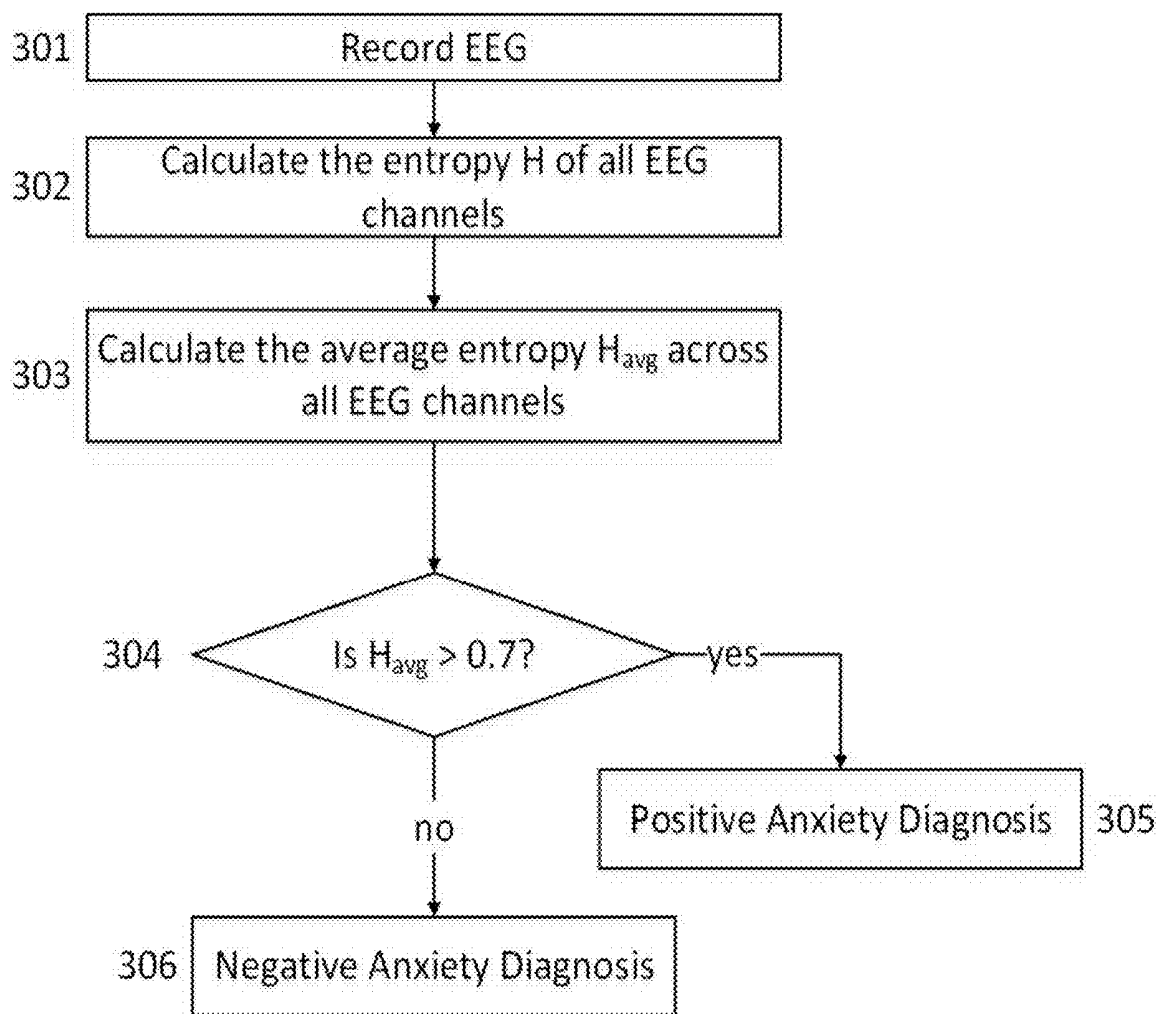 301
Record EEG
302
Calculate the entropy H of all EEG
channels
303
Calculate the average entropy Havg across
all EEG channels
304
Is Havg > 0.7?
yes
Positive Anxiety Diagnosis
305
no
306
Negative Anxiety Diagnosis